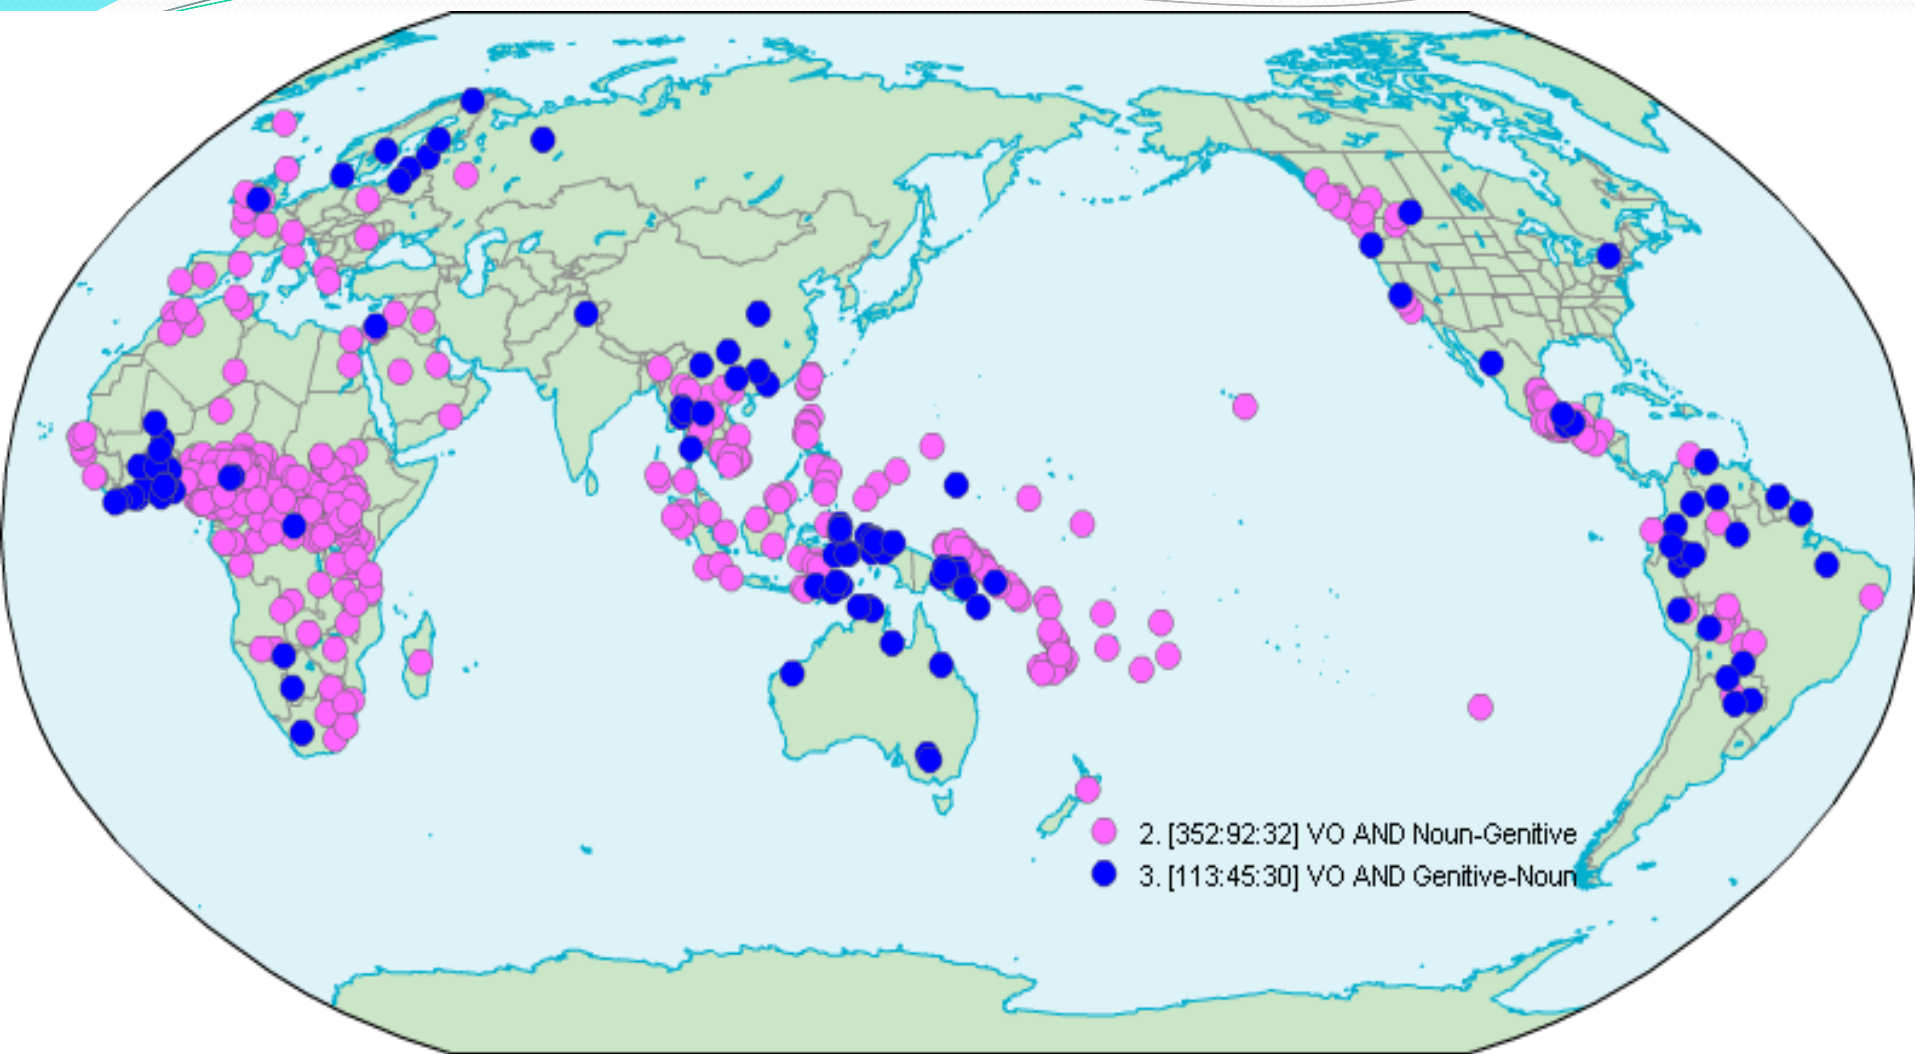 2. [352:92:32] VO AND Noun-Genitive
3. [113:45:30] VO AND Genitive-Noun